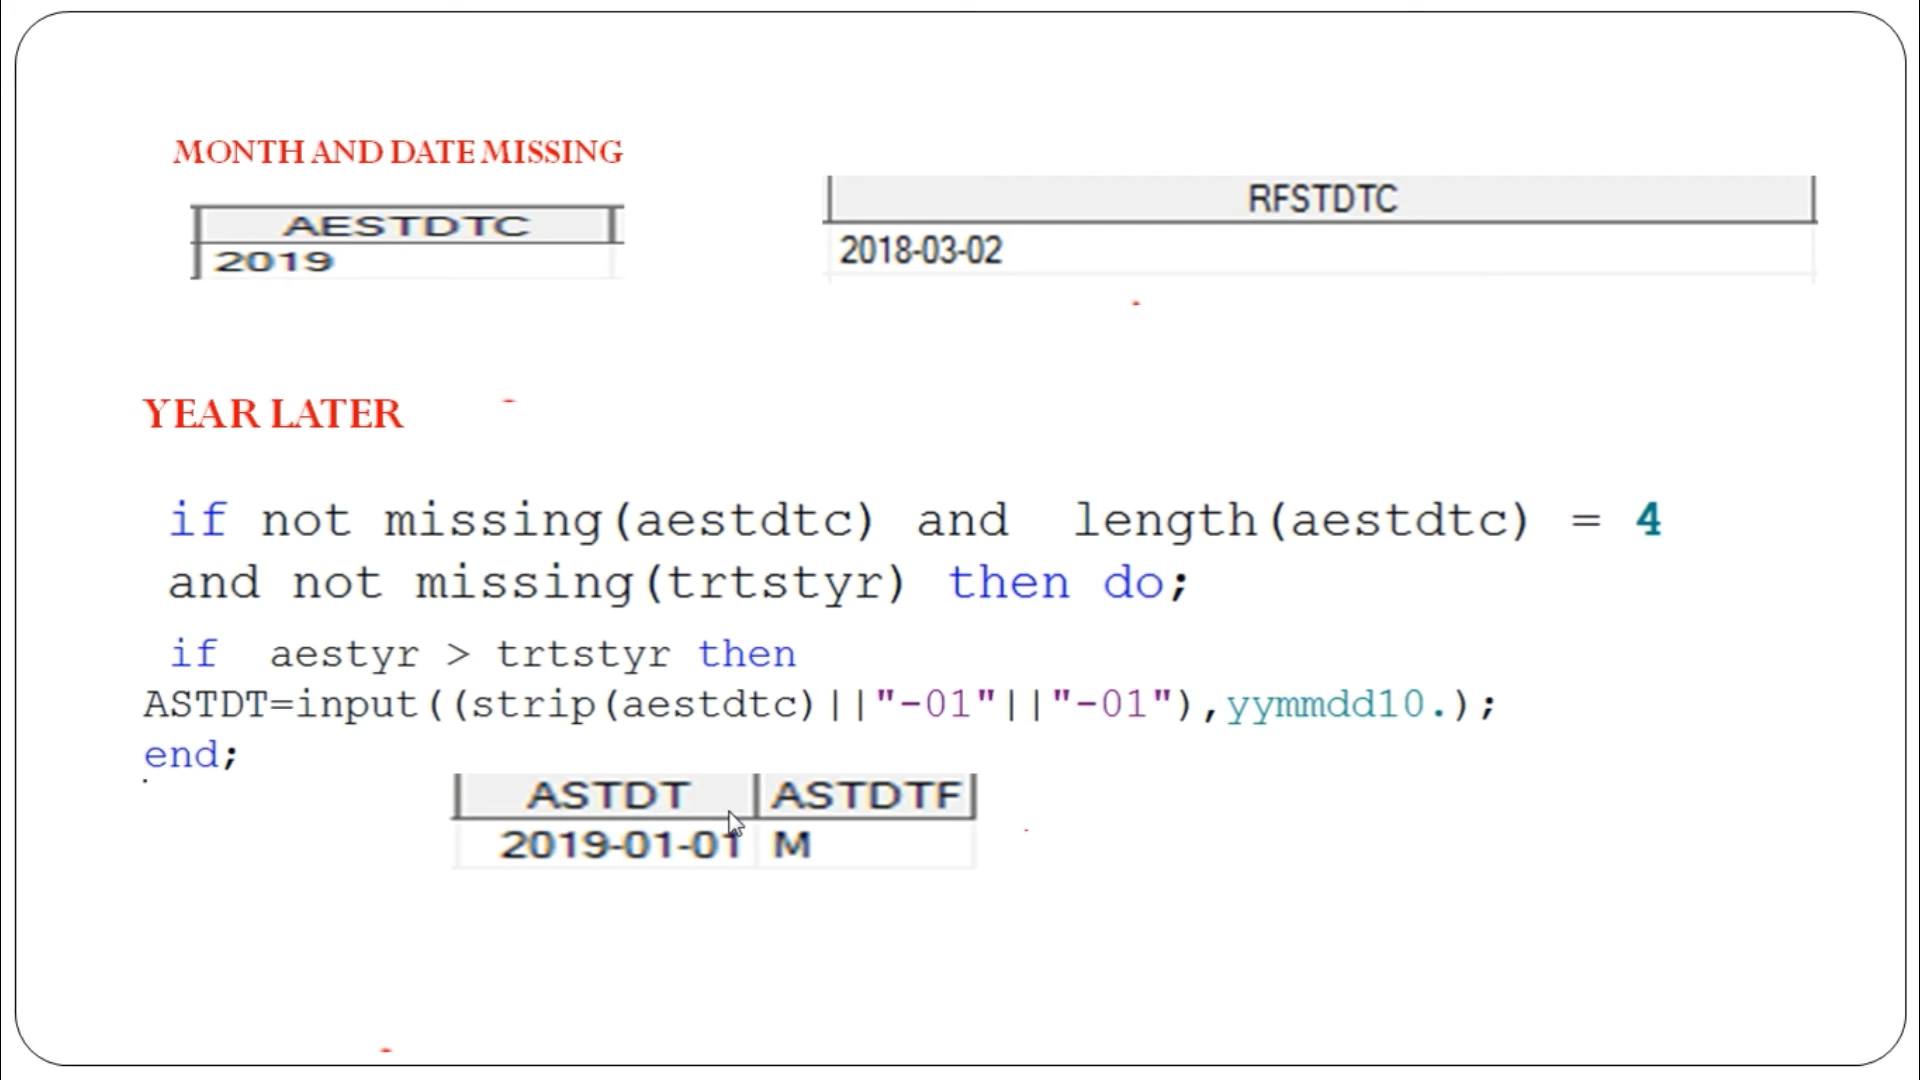 MONTH AND DATE MISSING
AESTDTC
2019
RFSTDTC
2018-03-02
YEAR LATER
if not missing(aestdtc) and  length(aestdtc) = 4
and not missing(trtstyr) then do;
if  aestyr > trtstyr then
ASTDT=input((strip(aestdtc)||"-01"||"-01"),yymmdd10.);
end;
ASTDT ASTDTF
2019-01-01 M